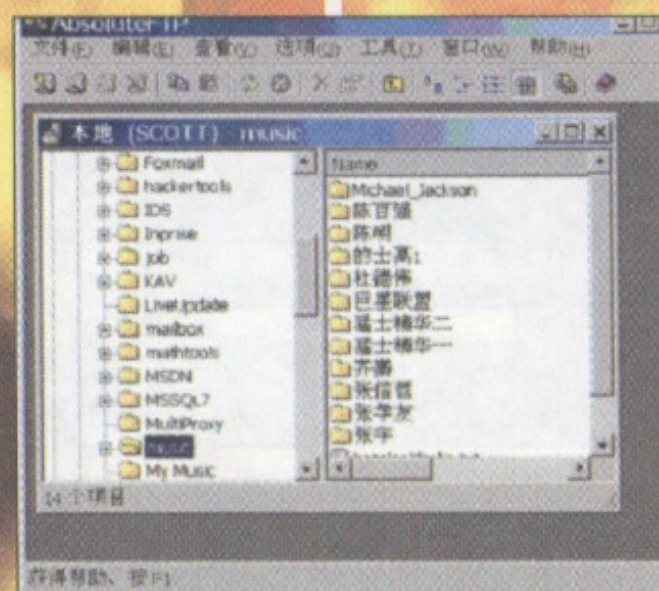 AbsoluteFTP
文件(F) 编辑(E) 查看(V) 选项(O) 工具(T) 窗口(W) 帮助(H)
本地 (SCOTT) music
Foxmail
hackertools
IDS
Inprise
job
KAV
LiveUpdate
mailbox
mathtools
MSDN
MSSQL7
MultiProxy
music
My Music
Name
Michael_Jackson
陈百强
陈明
的士高1
杜德伟
巨星联盟
爵士精华二
爵士精华一
齐秦
张信哲
张学友
张宇
14 个项目
获得帮助、按 F1